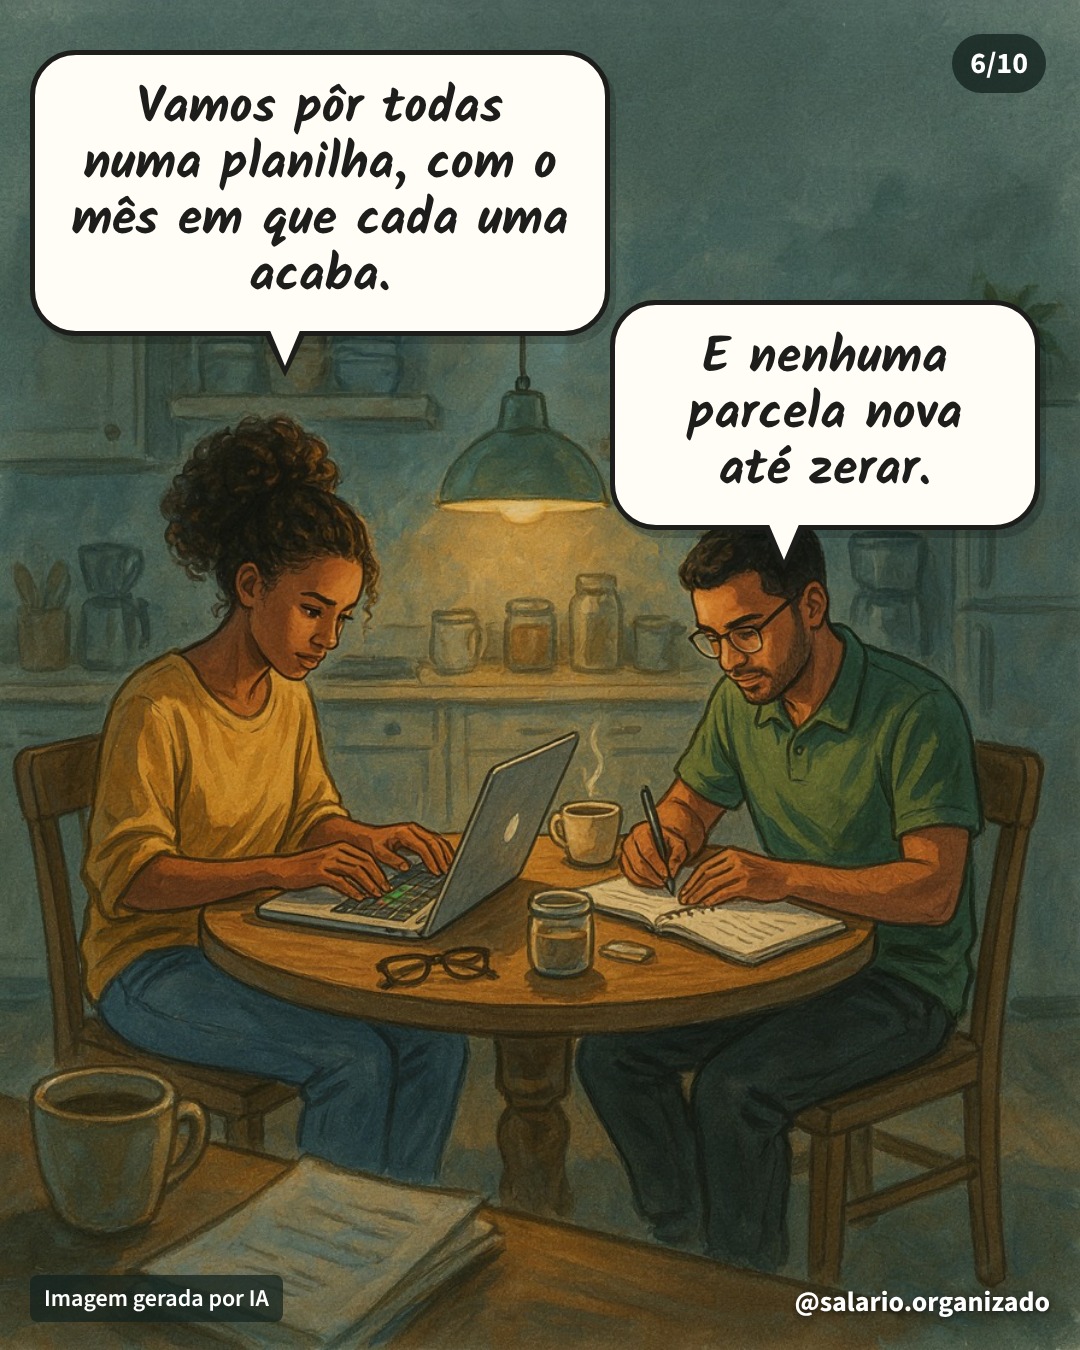 Vamos pôr todas
numa planilha, com o
mês em que cada uma
acaba.
6/10
E nenhuma
parcela nova
até zerar.
Imagem gerada por IA
@salario.organizado